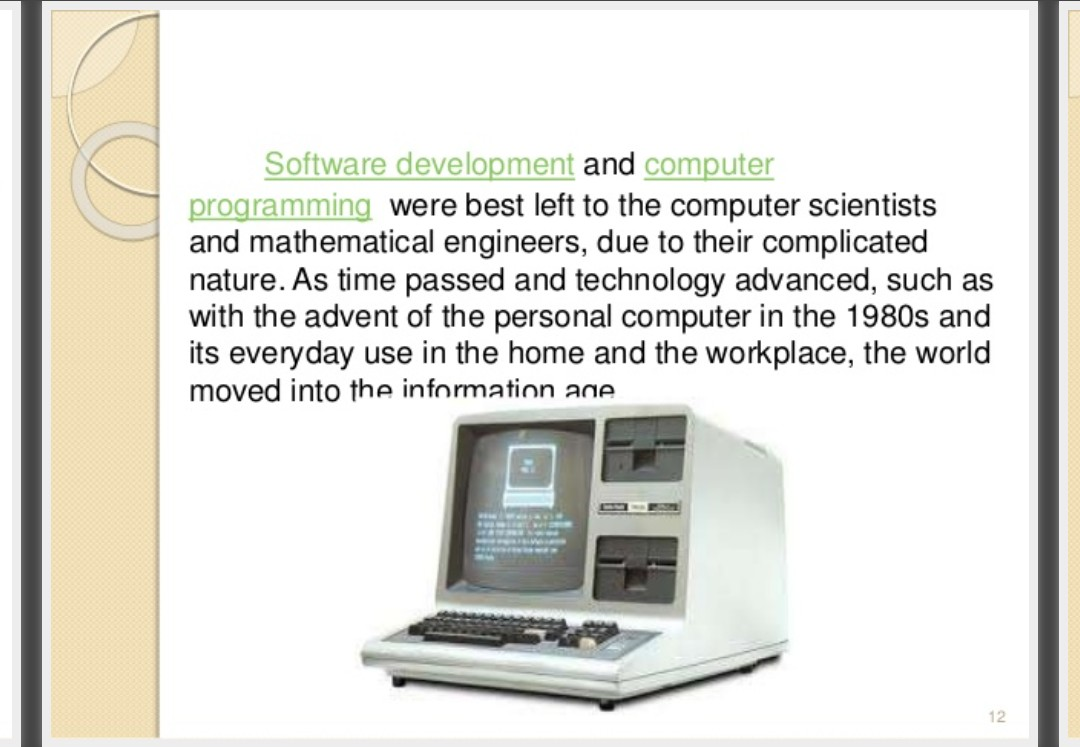 Software development and computer
programming were best left to the computer scientists
and mathematical engineers, due to their complicated
nature. As time passed and technology advanced, such as
with the advent of the personal computer in the 1980s and
its everyday use in the home and the workplace, the world
moved into the information age
12